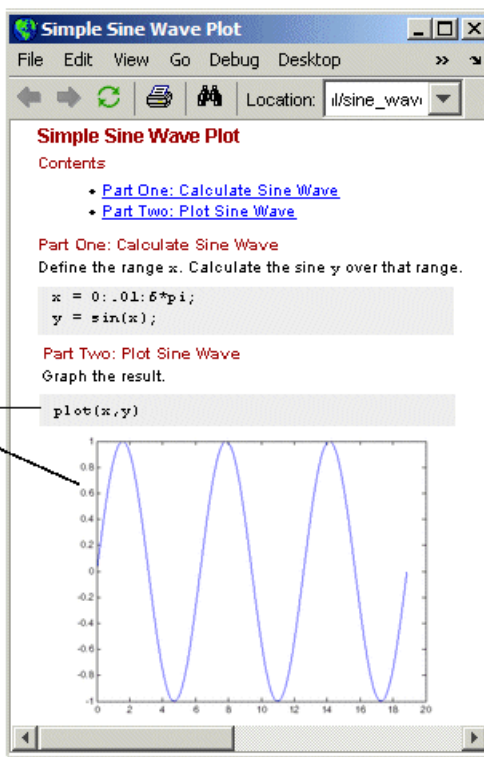 Simple Sine Wave Plot
File Edit View Go Debug Desktop »
Location: il/sine_wav
Simple Sine Wave Plot
Contents
• Part One: Calculate Sine Wave
• Part Two: Plot Sine Wave
Part One: Calculate Sine Wave
Define the range x. Calculate the sine y over that range.
x = 0:.01:6*pi;
y = sin(x);
Part Two: Plot Sine Wave
Graph the result.
plot(x,y)
1
0.8
0.6
0.4
0.2
0
-0.2
-0.4
-0.6
-0.8
-1
0 2 4 6 8 10 12 14 16 18 20